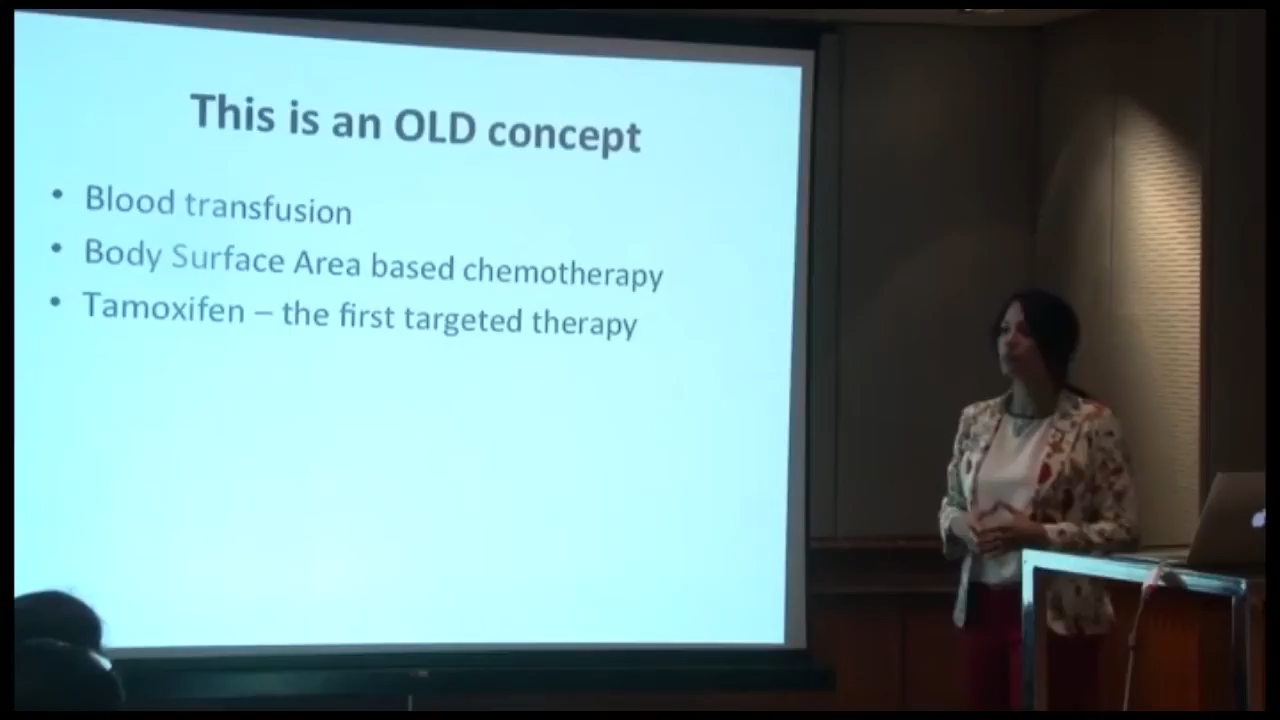 This is an OLD concept
• Blood transfusion
• Body Surface Area based chemotherapy
• Tamoxifen – the first targeted therapy